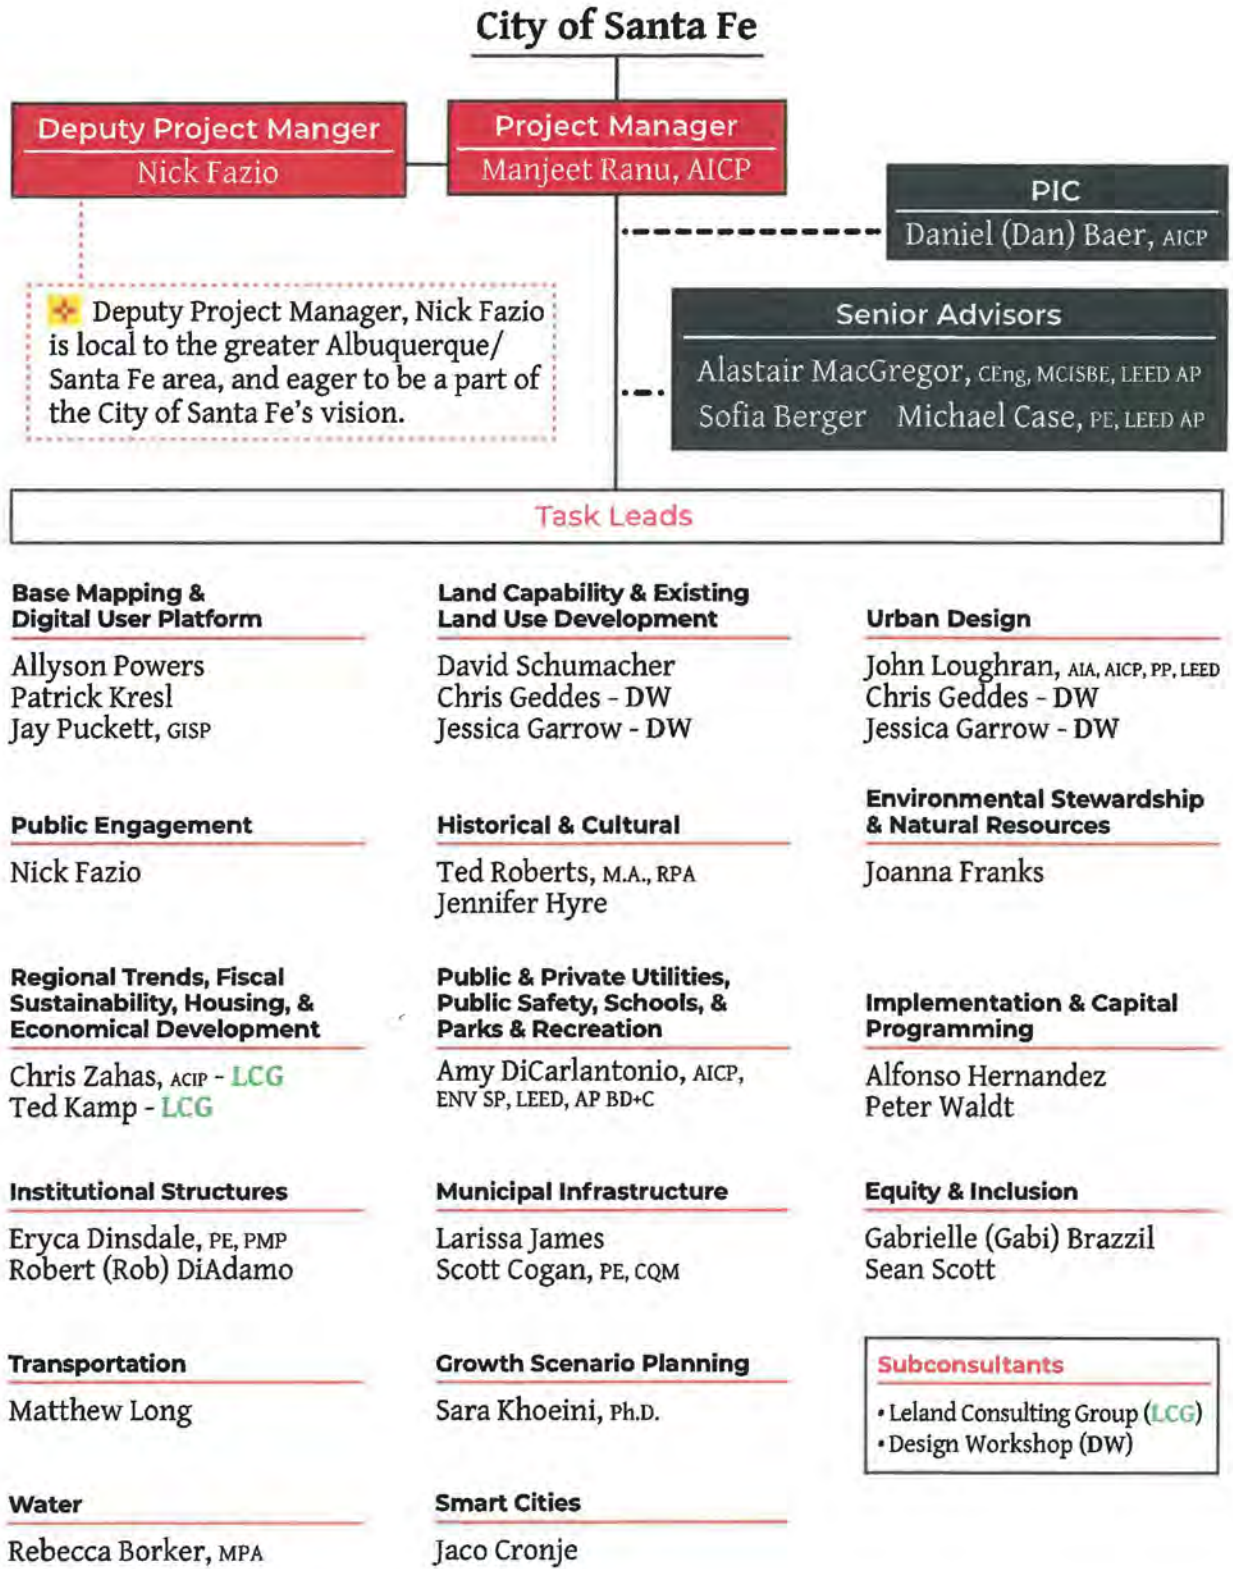 City of Santa Fe
Deputy Project Manger
Nick Fazio
Project Manager
Manjeet Ranu, AICP
PIC
Daniel (Dan) Baer, AICP
Deputy Project Manager, Nick Fazio
is local to the greater Albuquerque/
Santa Fe area, and eager to be a part of
the City of Santa Fe's vision.
Senior Advisors
Alastair MacGregor, CEng, MCISBE, LEED AP
Sofia Berger Michael Case, PE, LEED AP
Task Leads
Base Mapping &
Digital User Platform
Allyson Powers
Patrick Kresl
Jay Puckett, GISP
Land Capability & Existing
Land Use Development
David Schumacher
Chris Geddes - DW
Jessica Garrow - DW
Urban Design
John Loughran, AIA, AICP, PP, LEED
Chris Geddes - DW
Jessica Garrow - DW
Public Engagement
Nick Fazio
Historical & Cultural
Ted Roberts, M.A., RPA
Jennifer Hyre
Environmental Stewardship
& Natural Resources
Joanna Franks
Regional Trends, Fiscal
Sustainability, Housing, &
Economical Development
Chris Zahas, ACIP - LCG
Ted Kamp - LCG
Public & Private Utilities,
Public Safety, Schools, &
Parks & Recreation
Amy DiCarlantonio, AICP,
ENV SP, LEED, AP BD+C
Implementation & Capital
Programming
Alfonso Hernandez
Peter Waldt
Institutional Structures
Eryca Dinsdale, PE, PMP
Robert (Rob) DiAdamo
Municipal Infrastructure
Larissa James
Scott Cogan, PE, CQM
Equity & Inclusion
Gabrielle (Gabi) Brazzil
Sean Scott
Transportation
Matthew Long
Growth Scenario Planning
Sara Khoeini, Ph.D.
Subconsultants
• Leland Consulting Group (LCG)
• Design Workshop (DW)
Water
Rebecca Borker, MPA
Smart Cities
Jaco Cronje